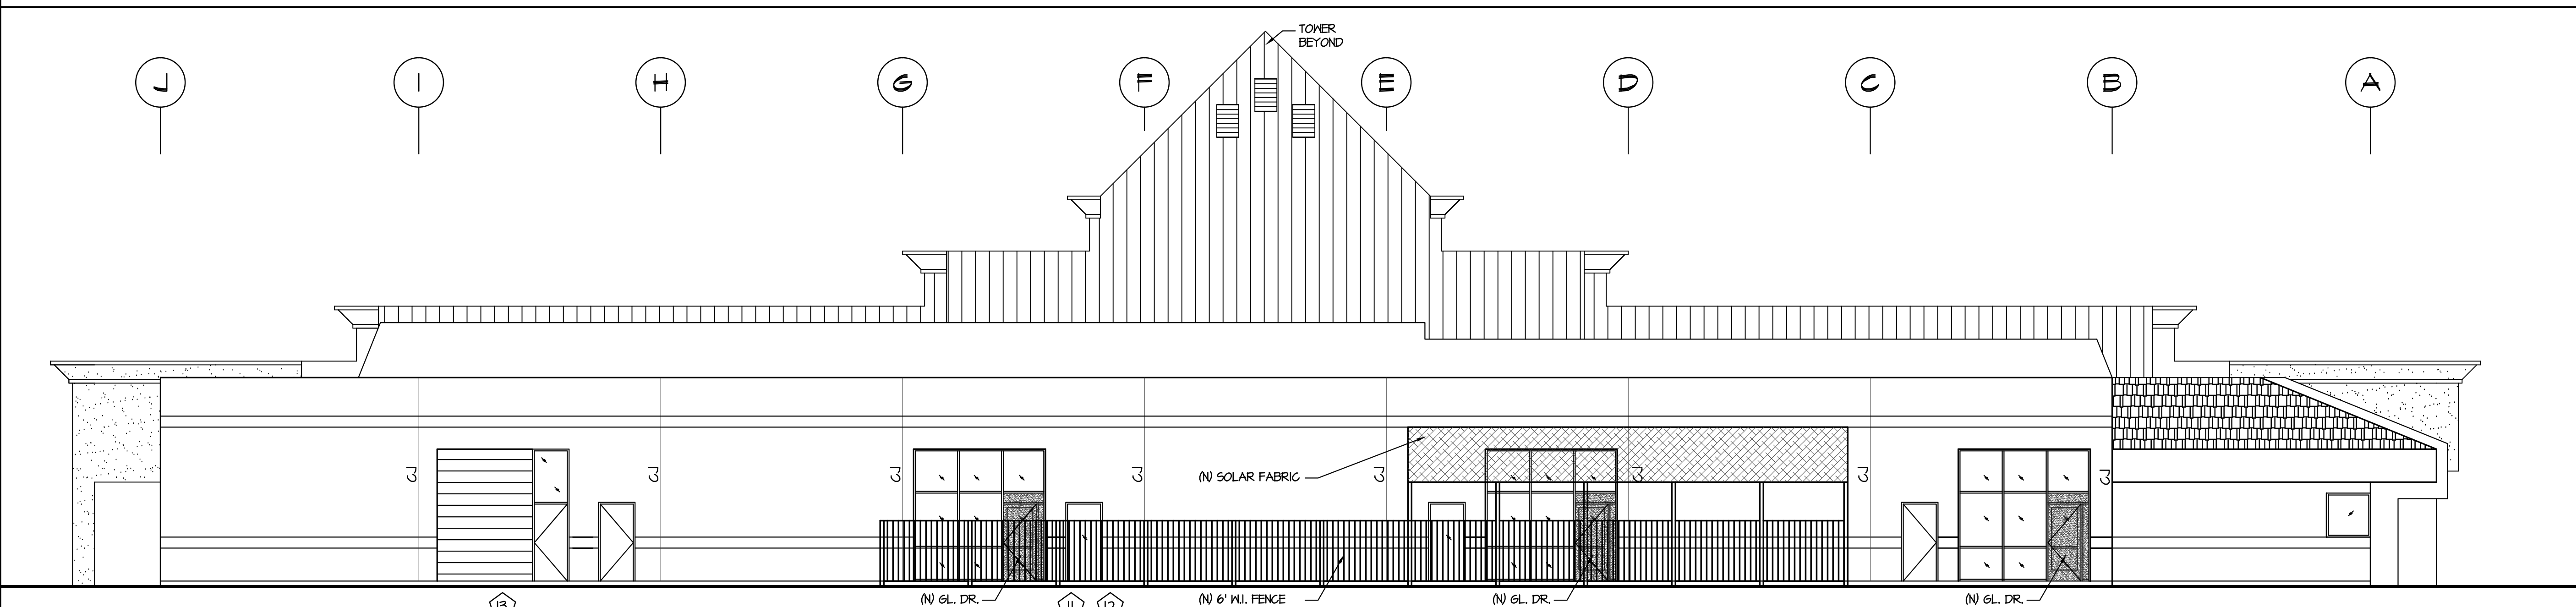 TOWER
BEYOND
J
I
H
G
F
E
D
C
B
A
3
3
3
3
3
3
3
3
(N) SOLAR FABRIC
13
(N) GL. DR.
11
12
(N) 6' W.I. FENCE
(N) GL. DR.
(N) GL. DR.